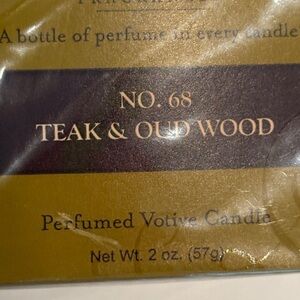 A bottle of perfume in every candle
NO. 68
TEAK & OUD WOOD
Perfumed Votive Candle
Net Wt. 2 oz. (57g)